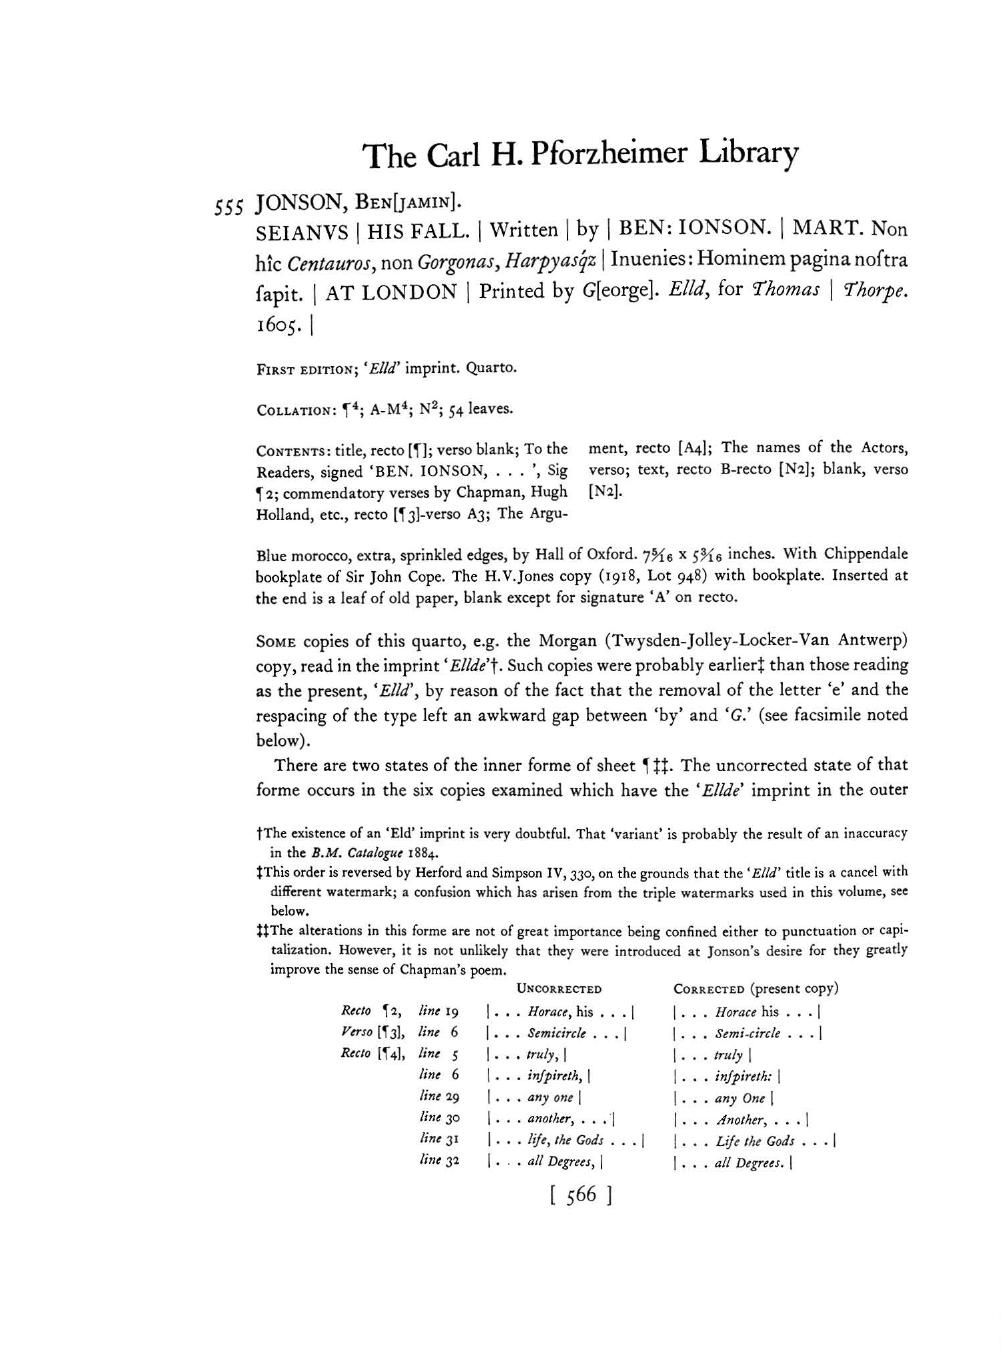 The Carl H. Pforzheimer Library
555 JONSON, BEN[JAMIN].
SEIANVS | HIS FALL. | Written | by | BEN: IONSON. | MART. Non
hîc Centauros, non Gorgonas, Harpyasq́z | Inuenies: Hominem pagina noſtra
ſapit. | AT LONDON | Printed by G[eorge]. Elld, for Thomas | Thorpe.
1605. |
FIRST EDITION; ‘Elld’ imprint. Quarto.
COLLATION: ¶⁴; A-M⁴; N²; 54 leaves.
CONTENTS: title, recto [¶]; verso blank; To the
Readers, signed ‘BEN. IONSON, . . . ’, Sig
¶2; commendatory verses by Chapman, Hugh
Holland, etc., recto [¶3]-verso A3; The Argu-
ment, recto [A4]; The names of the Actors,
verso; text, recto B-recto [N2]; blank, verso
[N2].
Blue morocco, extra, sprinkled edges, by Hall of Oxford. 7 5/16 x 5 3/16 inches. With Chippendale
bookplate of Sir John Cope. The H.V.Jones copy (1918, Lot 948) with bookplate. Inserted at
the end is a leaf of old paper, blank except for signature ‘A’ on recto.
SOME copies of this quarto, e.g. the Morgan (Twysden-Jolley-Locker-Van Antwerp)
copy, read in the imprint ‘Ellde’†. Such copies were probably earlier‡ than those reading
as the present, ‘Elld’, by reason of the fact that the removal of the letter ‘e’ and the
respacing of the type left an awkward gap between ‘by’ and ‘G.’ (see facsimile noted
below).
There are two states of the inner forme of sheet ¶‡‡. The uncorrected state of that
forme occurs in the six copies examined which have the ‘Ellde’ imprint in the outer
†The existence of an ‘Eld’ imprint is very doubtful. That ‘variant’ is probably the result of an inaccuracy
in the B.M. Catalogue 1884.
‡This order is reversed by Herford and Simpson IV, 330, on the grounds that the ‘Elld’ title is a cancel with
different watermark; a confusion which has arisen from the triple watermarks used in this volume, see
below.
‡‡The alterations in this forme are not of great importance being confined either to punctuation or capi-
talization. However, it is not unlikely that they were introduced at Jonson’s desire for they greatly
improve the sense of Chapman’s poem.
UNCORRECTED CORRECTED (present copy)
Recto ¶2, line 19 | . . . Horace, his . . . | | . . . Horace his . . . |
Verso [¶3], line 6 | . . . Semicircle . . . | | . . . Semi-circle . . . |
Recto [¶4], line 5 | . . . truly, | | . . . truly |
line 6 | . . . inſpireth, | | . . . inſpireth: |
line 29 | . . . any one | | . . . any One |
line 30 | . . . another, . . . | | . . . Another, . . . |
line 31 | . . . life, the Gods . . . | | . . . Life the Gods . . . |
line 32 | . . . all Degrees, | | . . . all Degrees. |
[ 566 ]